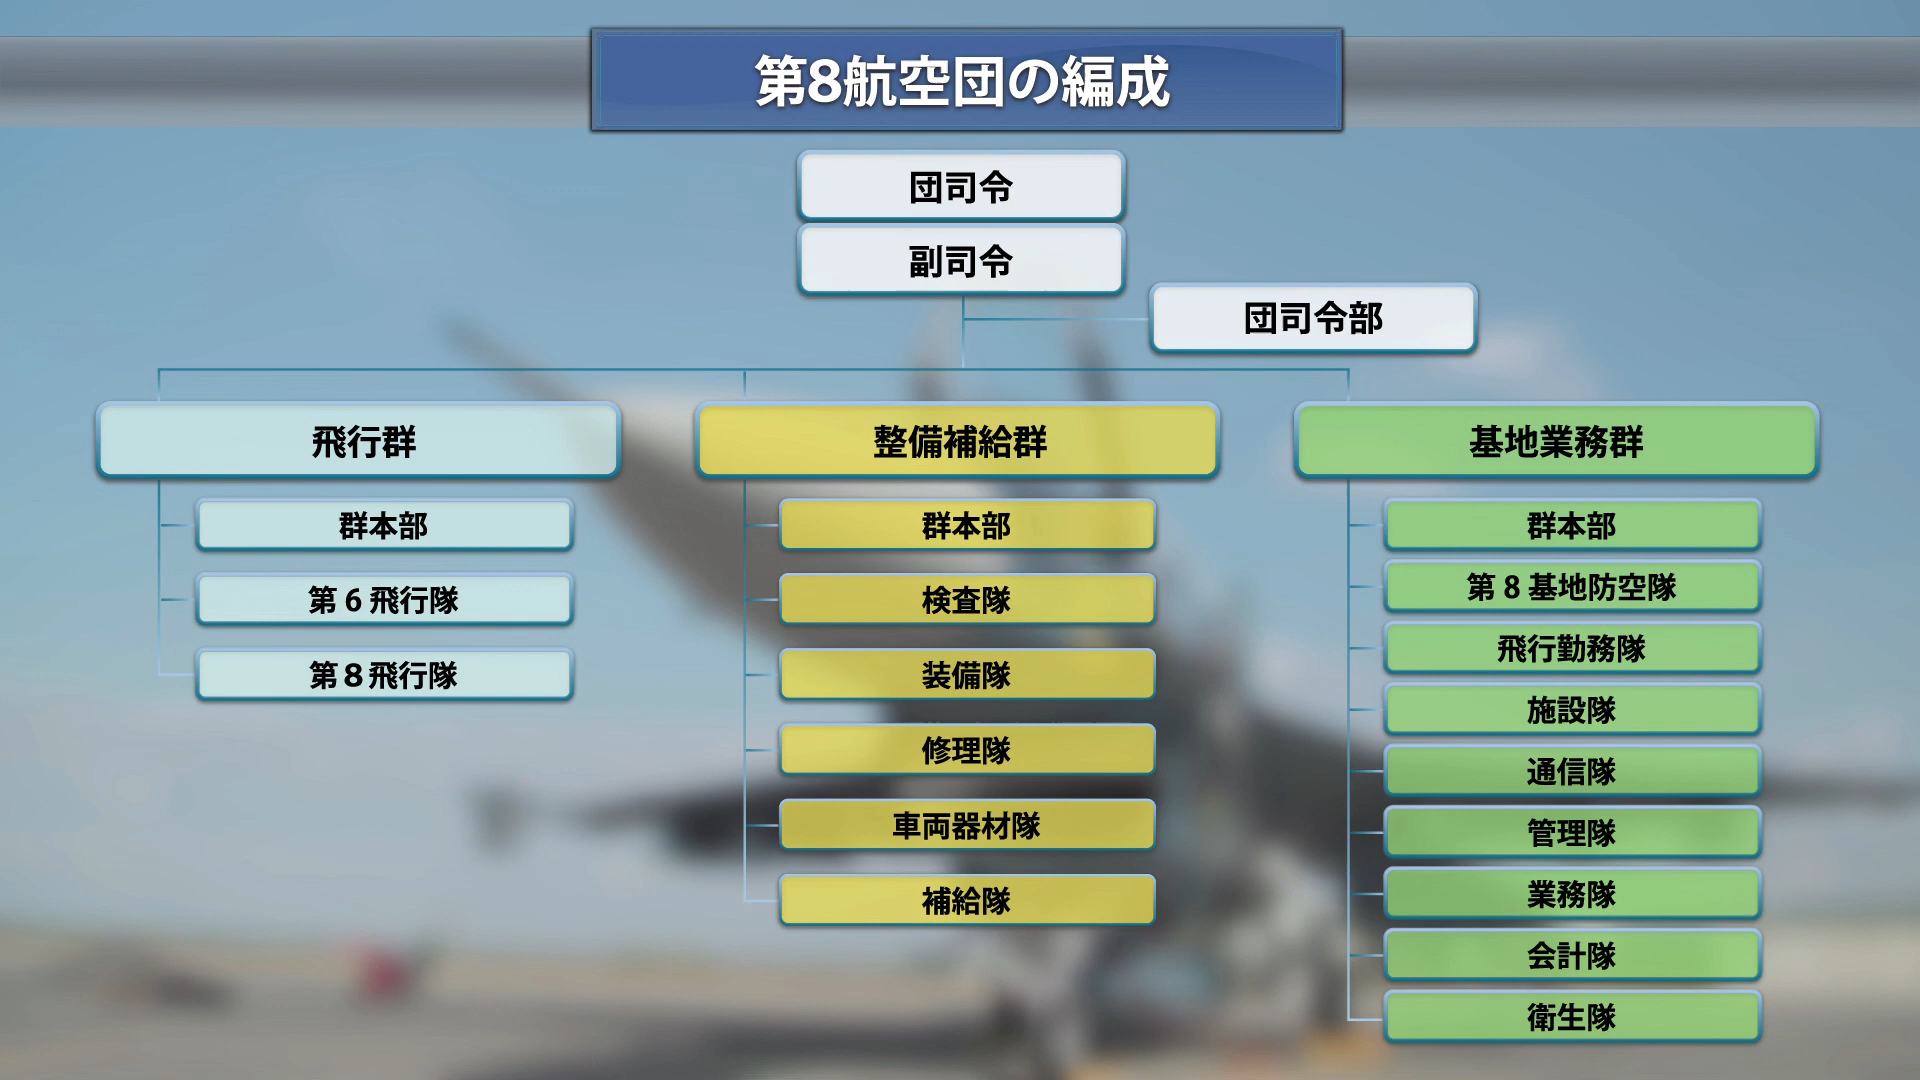 第8航空団の編成
団司令
副司令
団司令部
飛行群
群本部
第6飛行隊
第8飛行隊
整備補給群
群本部
検査隊
装備隊
修理隊
車両器材隊
補給隊
基地業務群
群本部
第8基地防空隊
飛行勤務隊
施設隊
通信隊
管理隊
業務隊
会計隊
衛生隊